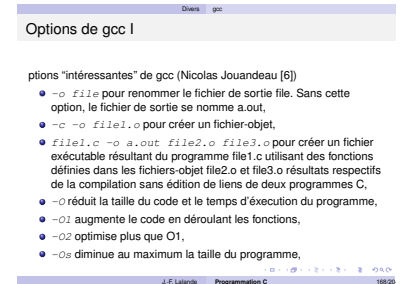 Divers gcc
Options de gcc I
ptions “intéressantes” de gcc (Nicolas Jouandeau [6])
-o file pour renommer le fichier de sortie file. Sans cette
option, le fichier de sortie se nomme a.out,
-c -o file1.o pour créer un fichier-objet,
file1.c -o a.out file2.o file3.o pour créer un fichier
exécutable résultant du programme file1.c utilisant des fonctions
définies dans les fichiers-objet file2.o et file3.o résultats respectifs
de la compilation sans édition de liens de deux programmes C,
-O réduit la taille du code et le temps d'éxecution du programme,
-O1 augmente le code en déroulant les fonctions,
-O2 optimise plus que O1,
-Os diminue au maximum la taille du programme,
J.-F. Lalande Programmation C 168/20